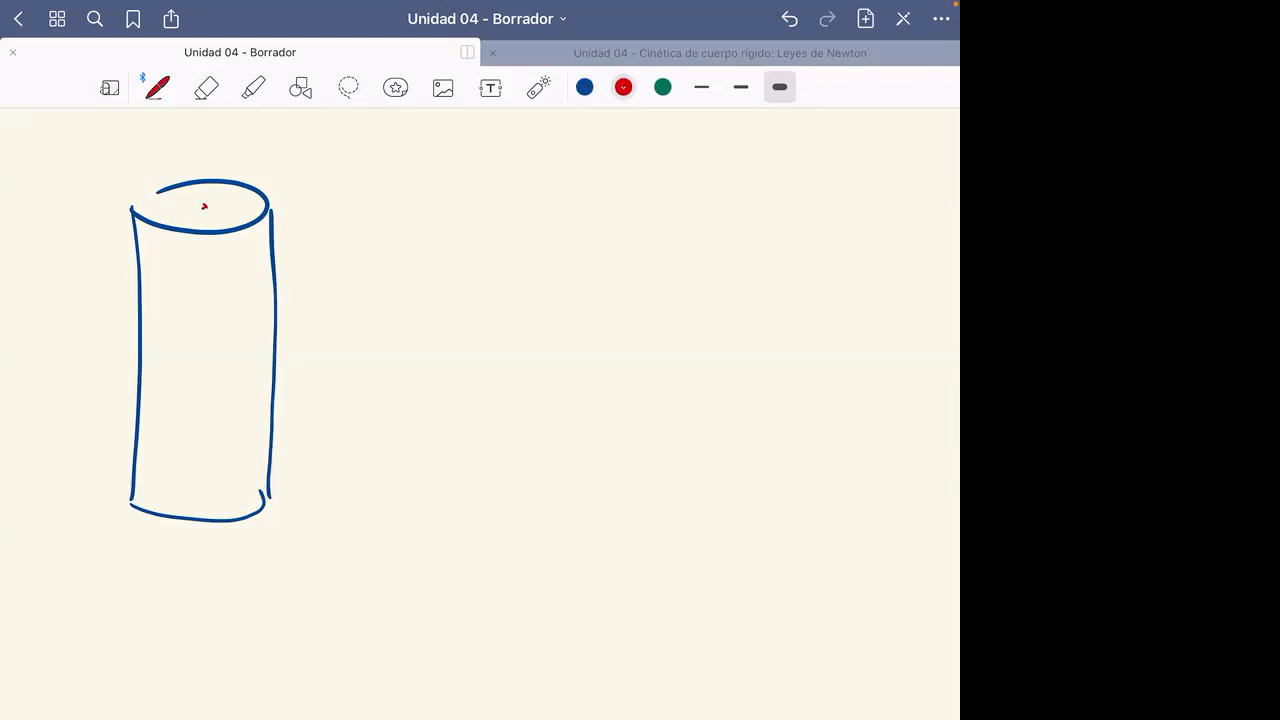 Unidad 04 - Borrador
Unidad 04 - Borrador
Unidad 04 - Cinética de cuerpo rígido: Leyes de Newton
T